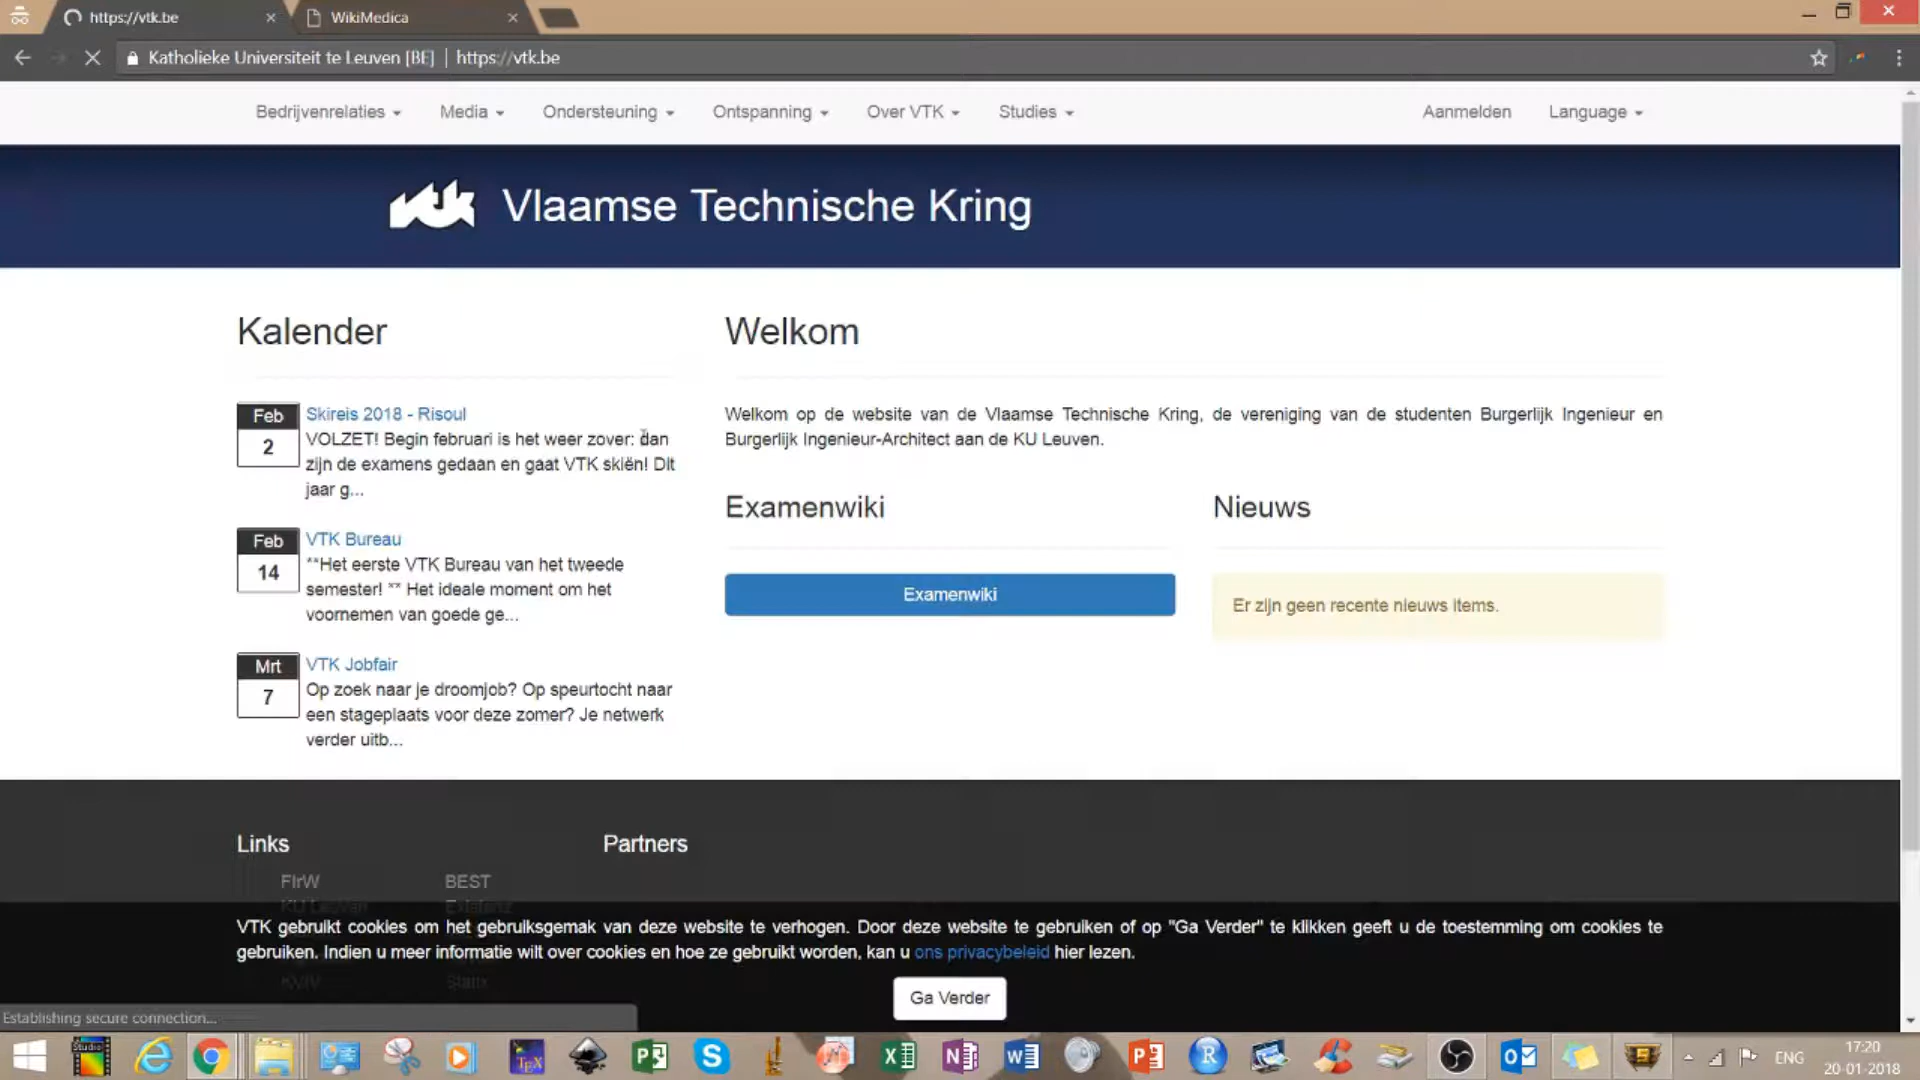 https://vtk.be
WikiMedica
Katholieke Universiteit te Leuven [BE] | https://vtk.be
Bedrijvenrelaties Media Ondersteuning Ontspanning Over VTK Studies Aanmelden Language
vtk Vlaamse Technische Kring
Kalender
Feb
2
Skireis 2018 - Risoul
VOLZET! Begin februari is het weer zover: dan
zijn de examens gedaan en gaat VTK skiën! Dit
jaar g...
Feb
14
VTK Bureau
**Het eerste VTK Bureau van het tweede
semester! ** Het ideale moment om het
voornemen van goede ge...
Mrt
7
VTK Jobfair
Op zoek naar je droomjob? Op speurtocht naar
een stageplaats voor deze zomer? Je netwerk
verder uitb...
Welkom
Welkom op de website van de Vlaamse Technische Kring, de vereniging van de studenten Burgerlijk Ingenieur en
Burgerlijk Ingenieur-Architect aan de KU Leuven.
Examenwiki
Examenwiki
Nieuws
Er zijn geen recente nieuws items.
Links
Partners
FirW
BEST
KU Leuven
KVIV
VTK gebruikt cookies om het gebruiksgemak van deze website te verhogen. Door deze website te gebruiken of op "Ga Verder" te klikken geeft u de toestemming om cookies te
gebruiken. Indien u meer informatie wilt over cookies en hoe ze gebruikt worden, kan u ons privacybeleid hier lezen.
Ga Verder
Establishing secure connection...
Studio
TEX
ENG
17:20
20-01-2018